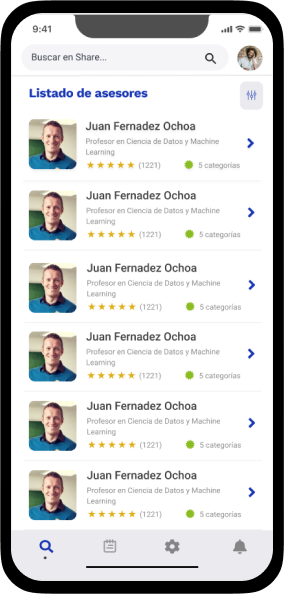 9:41
Buscar en Share...
Listado de asesores
Juan Fernadez Ochoa
Profesor en Ciencia de Datos y Machine
Learning
(1221) 5 categorías
Juan Fernadez Ochoa
Profesor en Ciencia de Datos y Machine
Learning
(1221) 5 categorías
Juan Fernadez Ochoa
Profesor en Ciencia de Datos y Machine
Learning
(1221) 5 categorías
Juan Fernadez Ochoa
Profesor en Ciencia de Datos y Machine
Learning
(1221) 5 categorías
Juan Fernadez Ochoa
Profesor en Ciencia de Datos y Machine
Learning
(1221) 5 categorías
Juan Fernadez Ochoa
Profesor en Ciencia de Datos y Machine
Learning
(1221) 5 categorías